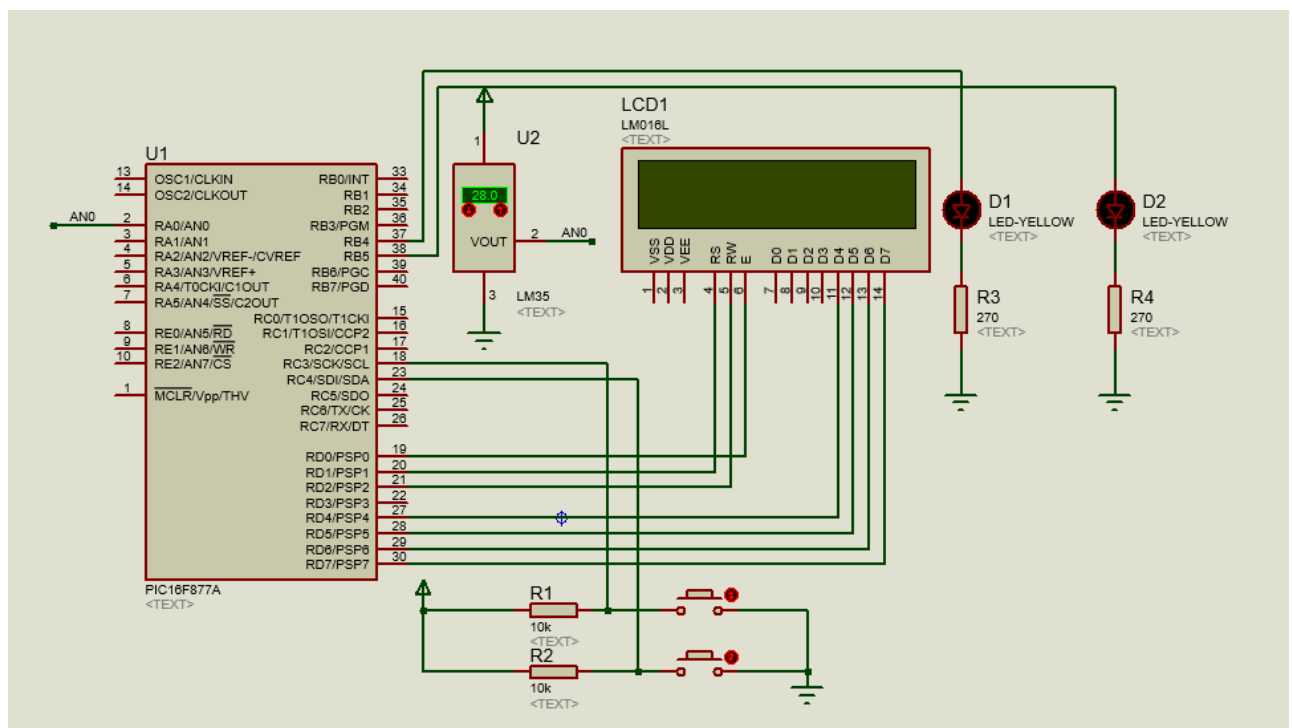 LCD1
LM016L
<TEXT>
U2
1
28.0
VOUT
2
AN0
3
LM35
<TEXT>
U1
13
OSC1/CLKIN
14
OSC2/CLKOUT
AN0
2
RA0/AN0
3
RA1/AN1
4
RA2/AN2/VREF-/CVREF
5
RA3/AN3/VREF+
6
RA4/T0CKI/C1OUT
7
RA5/AN4/SS/C2OUT
8
RE0/AN5/RD
9
RE1/AN6/WR
10
RE2/AN7/CS
1
MCLR/Vpp/THV
RB0/INT
33
RB1
34
RB2
35
RB3/PGM
36
RB4
37
RB5
38
RB6/PGC
39
RB7/PGD
40
RC0/T1OSO/T1CKI
15
RC1/T1OSI/CCP2
16
RC2/CCP1
17
RC3/SCK/SCL
18
RC4/SDI/SDA
23
RC5/SDO
24
RC6/TX/CK
25
RC7/RX/DT
26
RD0/PSP0
19
RD1/PSP1
20
RD2/PSP2
21
RD3/PSP3
22
RD4/PSP4
27
RD5/PSP5
28
RD6/PSP6
29
RD7/PSP7
30
PIC16F877A
<TEXT>
VSS
VDD
VEE
RS
RW
E
D0
D1
D2
D3
D4
D5
D6
D7
1
2
3
4
5
6
7
8
9
10
11
12
13
14
D1
LED-YELLOW
<TEXT>
D2
LED-YELLOW
<TEXT>
R3
270
<TEXT>
R4
270
<TEXT>
R1
10k
<TEXT>
R2
10k
<TEXT>